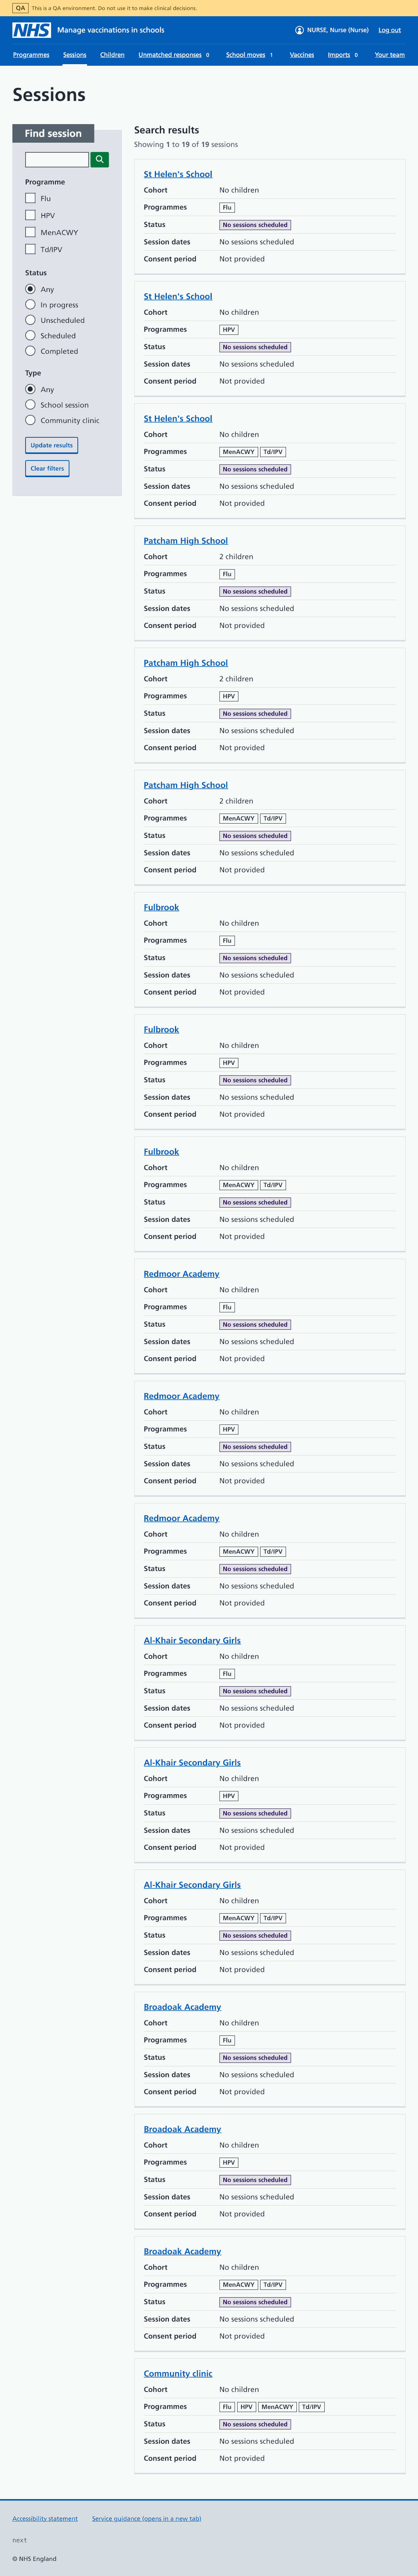 QA This is a QA environment. Do not use it to make clinical decisions.
NHS Manage vaccinations in schools NURSE, Nurse (Nurse) Log out
Programmes Sessions Children Unmatched responses 0 School moves 1 Vaccines Imports 0 Your team
Sessions
Find session
Programme
Flu
HPV
MenACWY
Td/IPV
Status
Any
In progress
Unscheduled
Scheduled
Completed
Type
Any
School session
Community clinic
Update results
Clear filters
Search results
Showing 1 to 19 of 19 sessions
St Helen's School
Cohort No children
Programmes Flu
Status No sessions scheduled
Session dates No sessions scheduled
Consent period Not provided
St Helen's School
Cohort No children
Programmes HPV
Status No sessions scheduled
Session dates No sessions scheduled
Consent period Not provided
St Helen's School
Cohort No children
Programmes MenACWY Td/IPV
Status No sessions scheduled
Session dates No sessions scheduled
Consent period Not provided
Patcham High School
Cohort 2 children
Programmes Flu
Status No sessions scheduled
Session dates No sessions scheduled
Consent period Not provided
Patcham High School
Cohort 2 children
Programmes HPV
Status No sessions scheduled
Session dates No sessions scheduled
Consent period Not provided
Patcham High School
Cohort 2 children
Programmes MenACWY Td/IPV
Status No sessions scheduled
Session dates No sessions scheduled
Consent period Not provided
Fulbrook
Cohort No children
Programmes Flu
Status No sessions scheduled
Session dates No sessions scheduled
Consent period Not provided
Fulbrook
Cohort No children
Programmes HPV
Status No sessions scheduled
Session dates No sessions scheduled
Consent period Not provided
Fulbrook
Cohort No children
Programmes MenACWY Td/IPV
Status No sessions scheduled
Session dates No sessions scheduled
Consent period Not provided
Redmoor Academy
Cohort No children
Programmes Flu
Status No sessions scheduled
Session dates No sessions scheduled
Consent period Not provided
Redmoor Academy
Cohort No children
Programmes HPV
Status No sessions scheduled
Session dates No sessions scheduled
Consent period Not provided
Redmoor Academy
Cohort No children
Programmes MenACWY Td/IPV
Status No sessions scheduled
Session dates No sessions scheduled
Consent period Not provided
Al-Khair Secondary Girls
Cohort No children
Programmes Flu
Status No sessions scheduled
Session dates No sessions scheduled
Consent period Not provided
Al-Khair Secondary Girls
Cohort No children
Programmes HPV
Status No sessions scheduled
Session dates No sessions scheduled
Consent period Not provided
Al-Khair Secondary Girls
Cohort No children
Programmes MenACWY Td/IPV
Status No sessions scheduled
Session dates No sessions scheduled
Consent period Not provided
Broadoak Academy
Cohort No children
Programmes Flu
Status No sessions scheduled
Session dates No sessions scheduled
Consent period Not provided
Broadoak Academy
Cohort No children
Programmes HPV
Status No sessions scheduled
Session dates No sessions scheduled
Consent period Not provided
Broadoak Academy
Cohort No children
Programmes MenACWY Td/IPV
Status No sessions scheduled
Session dates No sessions scheduled
Consent period Not provided
Community clinic
Cohort No children
Programmes Flu HPV MenACWY Td/IPV
Status No sessions scheduled
Session dates No sessions scheduled
Consent period Not provided
Accessibility statement Service guidance (opens in a new tab)
next
© NHS England